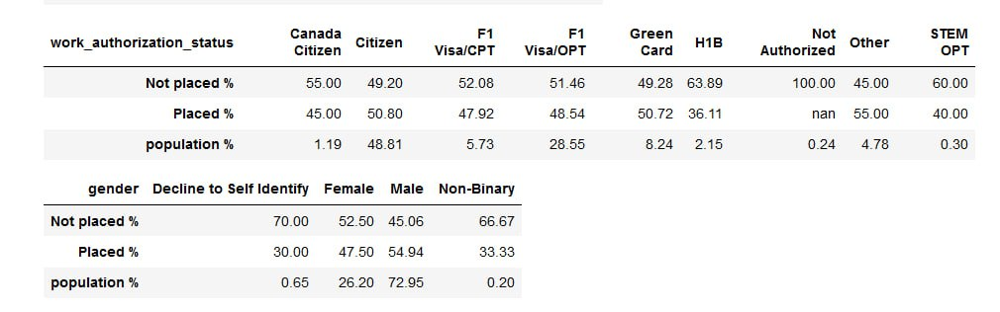 work_authorization_status Canada Citizen Citizen F1 Visa/CPT F1 Visa/OPT Green Card H1B Not Authorized Other STEM OPT
Not placed % 55.00 49.20 52.08 51.46 49.28 63.89 100.00 45.00 60.00
Placed % 45.00 50.80 47.92 48.54 50.72 36.11 nan 55.00 40.00
population % 1.19 48.81 5.73 28.55 8.24 2.15 0.24 4.78 0.30
gender Decline to Self Identify Female Male Non-Binary
Not placed % 70.00 52.50 45.06 66.67
Placed % 30.00 47.50 54.94 33.33
population % 0.65 26.20 72.95 0.20